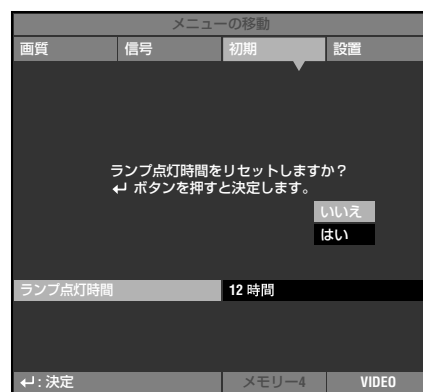 メニューの移動
画質 信号 初期 設置
ランプ点灯時間をリセットしますか？
↵ ボタンを押すと決定します。
いいえ
はい
ランプ点灯時間 12 時間
↵: 決定 メモリー4 VIDEO